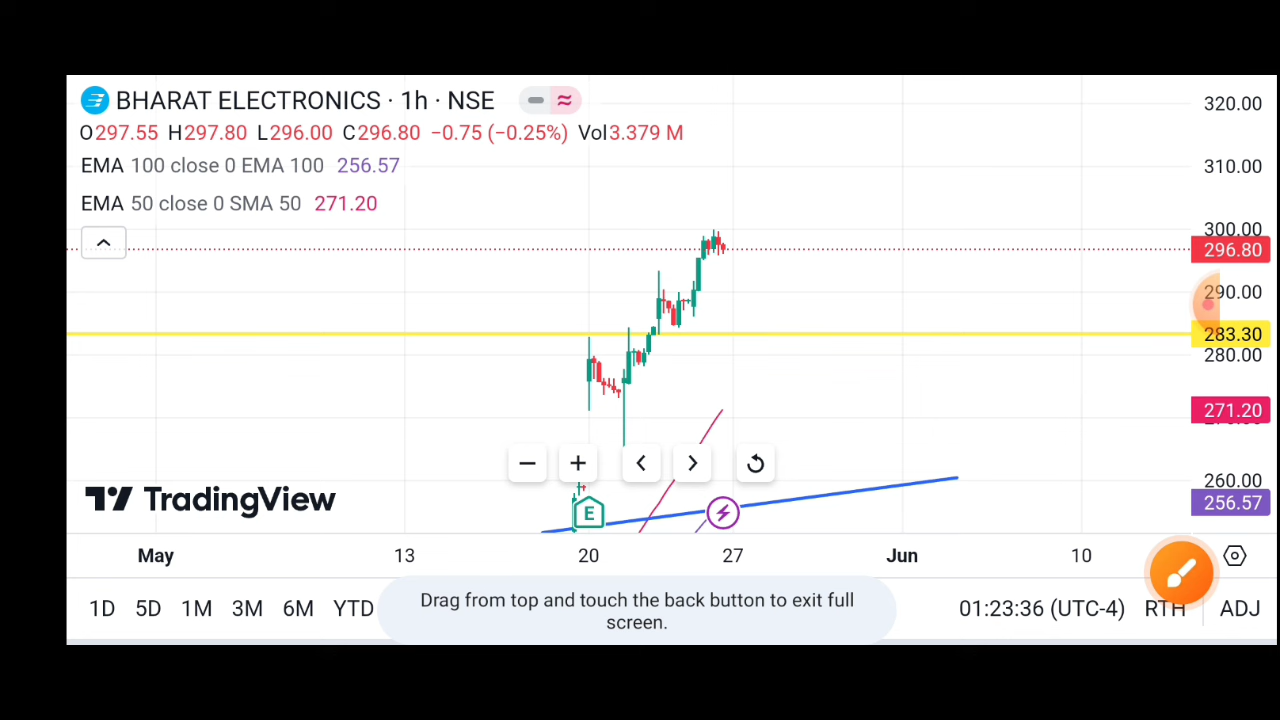 BHARAT ELECTRONICS · 1h · NSE
O297.55 H297.80 L296.00 C296.80 −0.75 (−0.25%) Vol3.379 M
EMA 100 close 0 EMA 100 256.57
EMA 50 close 0 SMA 50 271.20
320.00
310.00
300.00
296.80
290.00
283.30
280.00
271.20
260.00
256.57
TradingView
E
May 13 20 27 Jun 10
1D 5D 1M 3M 6M YTD
Drag from top and touch the back button to exit full
screen.
01:23:36 (UTC-4) RTH ADJ